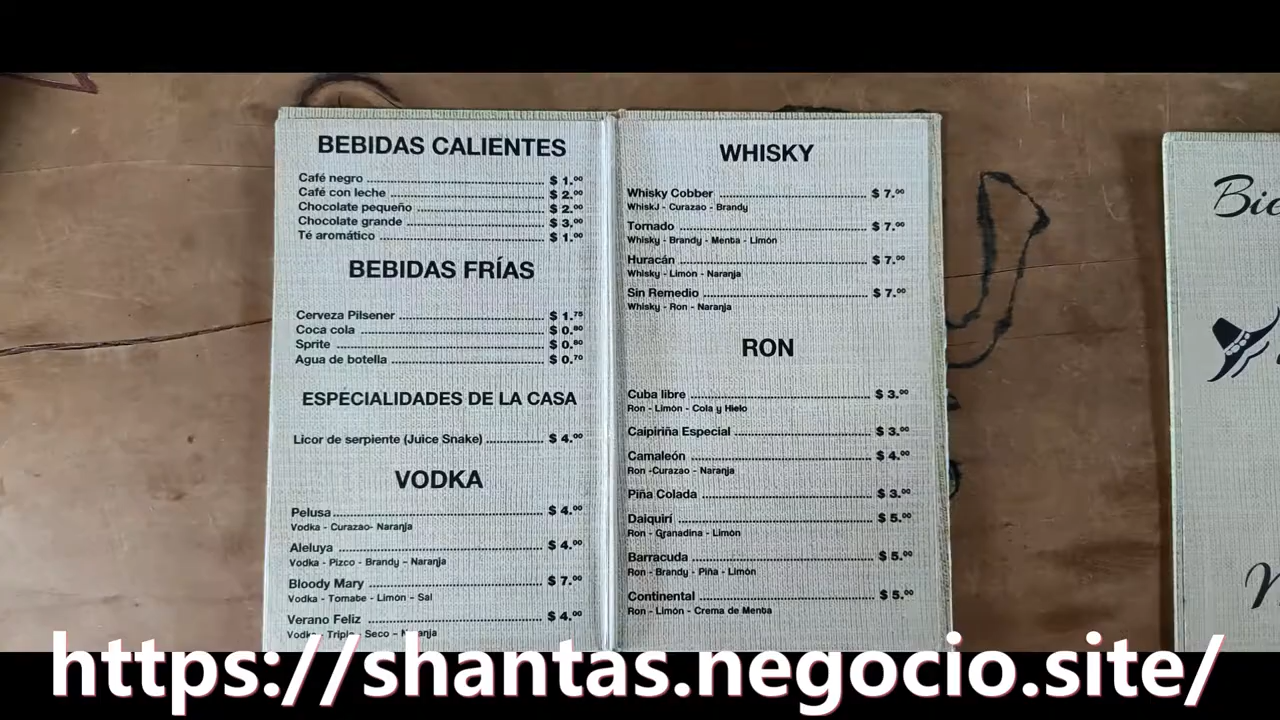 BEBIDAS CALIENTES
Café negro ........ $ 1.00
Café con leche ........ $ 2.00
Chocolate pequeño ........ $ 2.00
Chocolate grande ........ $ 3.00
Té aromático ........ $ 1.00
BEBIDAS FRÍAS
Cerveza Pilsener ........ $ 1.75
Coca cola ........ $ 0.80
Sprite ........ $ 0.80
Agua de botella ........ $ 0.70
ESPECIALIDADES DE LA CASA
Licor de serpiente (Juice Snake) ........ $ 4.00
VODKA
Pelusa ........ $ 4.00
Vodka - Curazao- Naranja
Aleluya ........ $ 4.00
Vodka - Pizco - Brandy - Naranja
Bloody Mary ........ $ 7.00
Vodka - Tomate - Limón - Sal
Verano Feliz ........ $ 4.00
Vodka - Triple - Seco - Naranja
WHISKY
Whisky Cobber ........ $ 7.00
WhiskJ - Curazao - Brandy
Tornado ........ $ 7.00
Whisky - Brandy - Menta - Limón
Huracán ........ $ 7.00
Whisky - Limón - Naranja
Sin Remedio ........ $ 7.00
Whisky - Ron - Naranja
RON
Cuba libre ........ $ 3.00
Ron - Limón - Cola y Hielo
Caipiriña Especial ........ $ 3.00
Camaleón ........ $ 4.00
Ron -Curazao - Naranja
Piña Colada ........ $ 3.00
Daiquirí ........ $ 5.00
Ron - Granadina - Limón
Barracuda ........ $ 5.00
Ron - Brandy - Piña - Limón
Continental ........ $ 5.00
Ron - Limón - Crema de Menta
https://shantas.negocio.site/